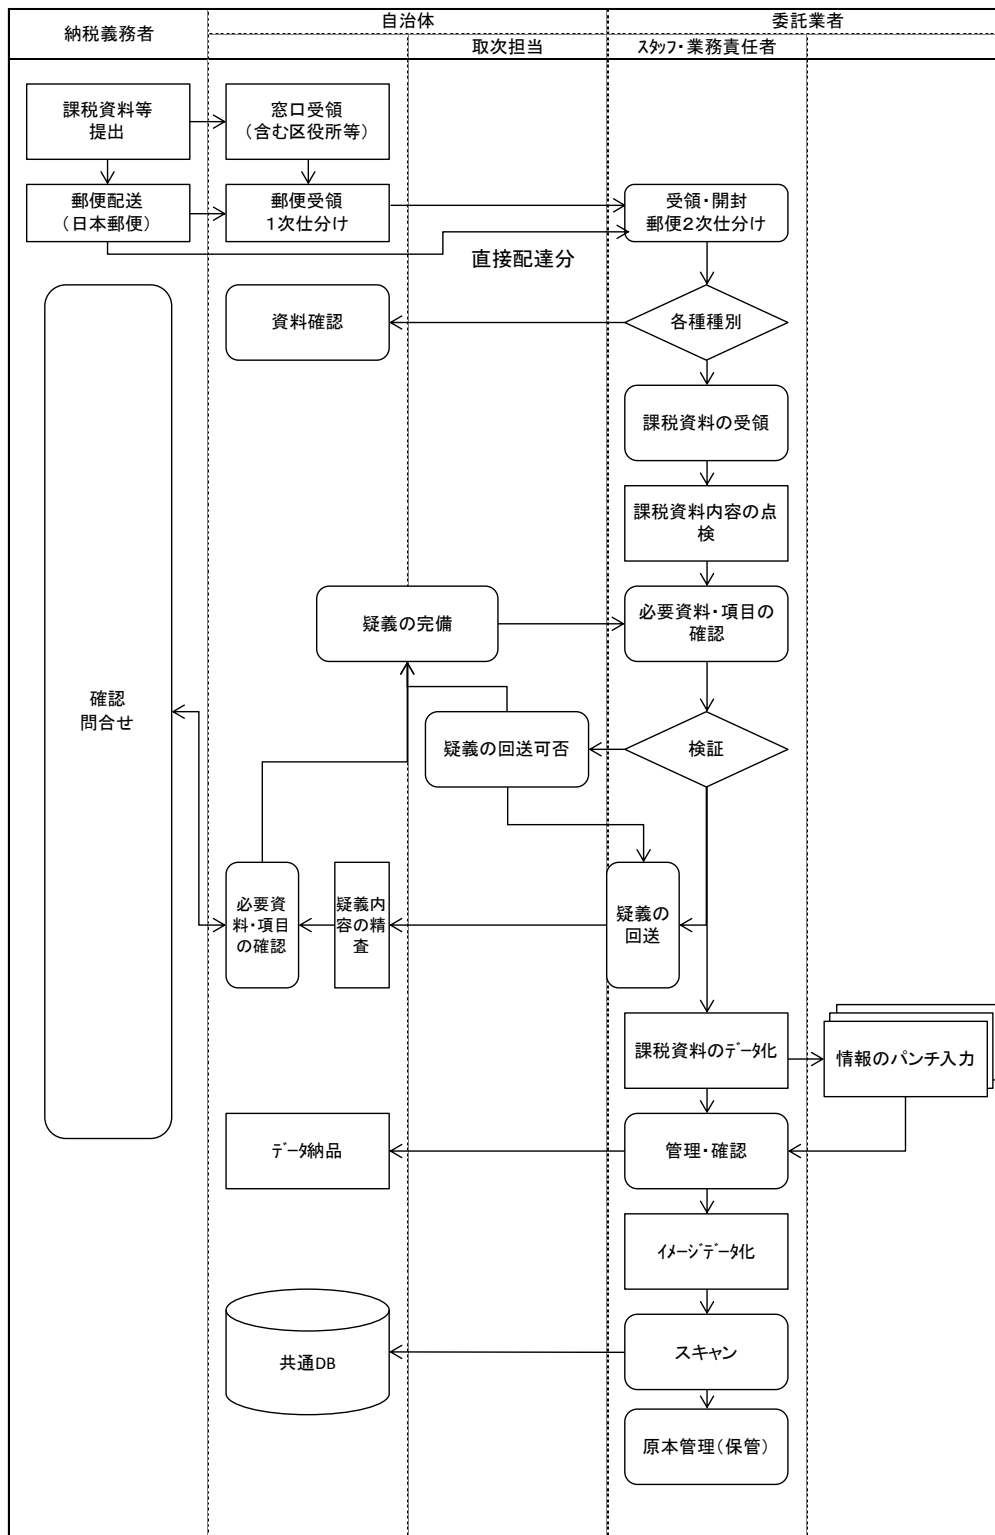 納税義務者
自治体
委託業者
取次担当
スタッフ・業務責任者
課税資料等
提出
窓口受領
（含む区役所等）
郵便配送
（日本郵便）
郵便受領
１次仕分け
受領・開封
郵便２次仕分け
直接配達分
資料確認
各種種別
課税資料の受領
課税資料内容の点
検
疑義の完備
必要資料・項目の
確認
確認
問合せ
疑義の回送可否
検証
必要資
料・項目
の確認
疑義内
容の精
査
疑義の
回送
課税資料のデータ化
情報のパンチ入力
データ納品
管理・確認
イメージデータ化
共通DB
スキャン
原本管理（保管）